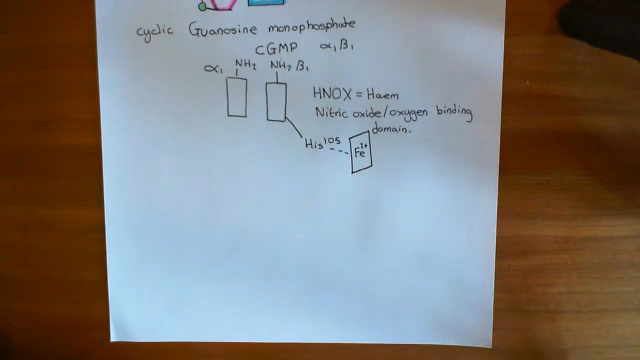 cyclic Guanosine monophosphate
CGMP α₁β₁
α₁ NH₂ NH₂ β₁
HNOX = Haem
Nitric oxide/oxygen binding
domain.
His¹⁰⁵
Fe²⁺